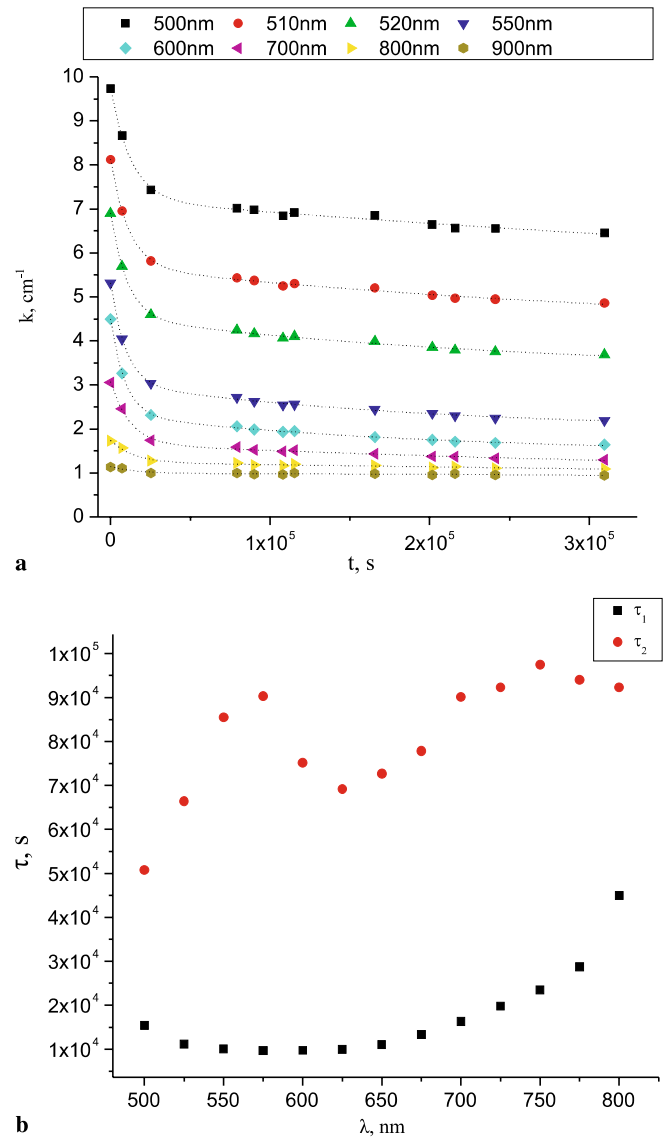 500nm 510nm 520nm 550nm
600nm 700nm 800nm 900nm
10
9
8
7
6
5
4
3
2
1
0
k, cm⁻¹
0 1x10⁵ 2x10⁵ 3x10⁵
t, s
a
τ₁
τ₂
1x10⁵
9x10⁴
8x10⁴
7x10⁴
6x10⁴
5x10⁴
4x10⁴
3x10⁴
2x10⁴
1x10⁴
τ, s
500 550 600 650 700 750 800
λ, nm
b